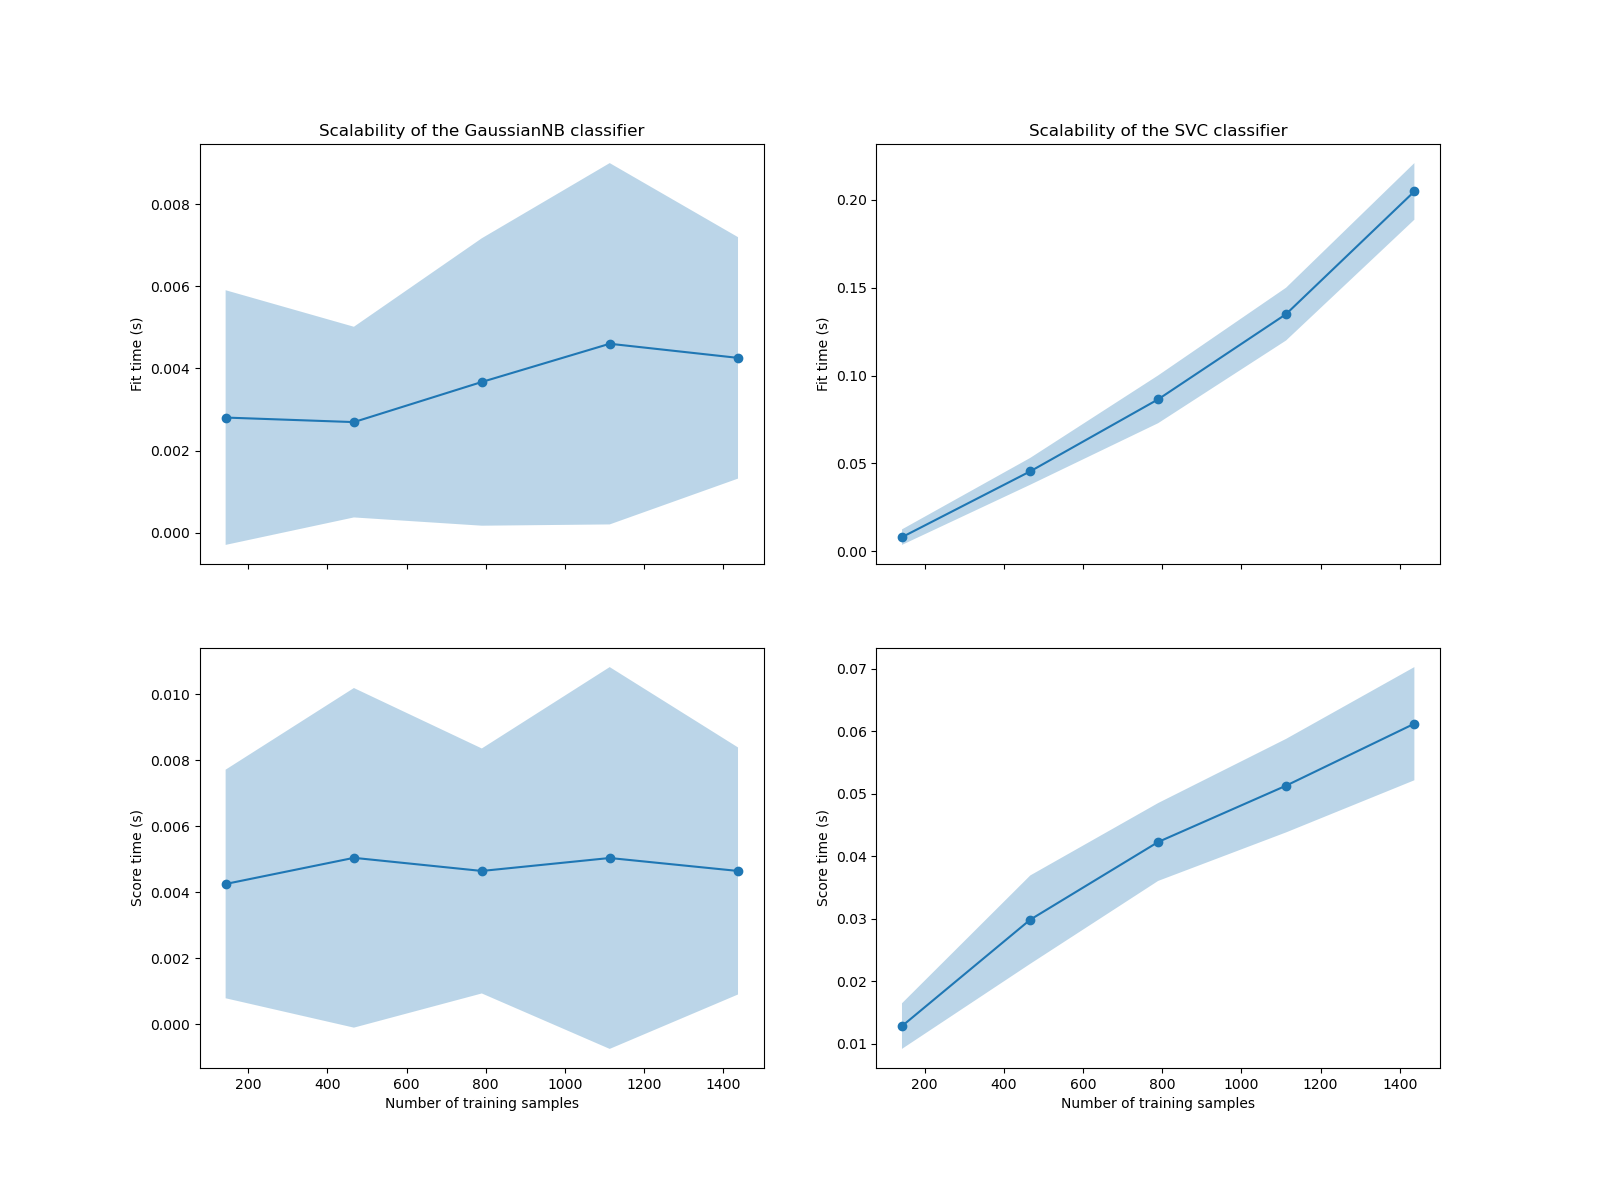 Scalability of the GaussianNB classifier
Fit time (s)
0.008
0.006
0.004
0.002
0.000
Scalability of the SVC classifier
Fit time (s)
0.20
0.15
0.10
0.05
0.00
Score time (s)
0.010
0.008
0.006
0.004
0.002
0.000
200 400 600 800 1000 1200 1400
Number of training samples
Score time (s)
0.07
0.06
0.05
0.04
0.03
0.02
0.01
200 400 600 800 1000 1200 1400
Number of training samples